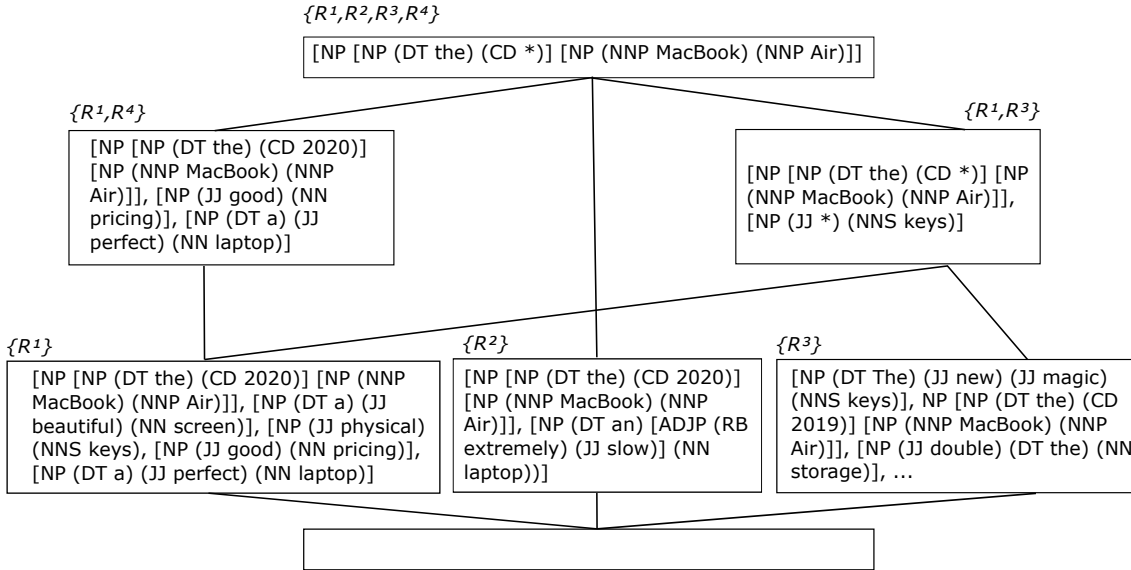 {R¹,R²,R³,R⁴}
[NP [NP (DT the) (CD *)] [NP (NNP MacBook) (NNP Air)]]
{R¹,R⁴}
[NP [NP (DT the) (CD 2020)]
[NP (NNP MacBook) (NNP
Air)]], [NP (JJ good) (NN
pricing)], [NP (DT a) (JJ
perfect) (NN laptop)]
{R¹,R³}
[NP [NP (DT the) (CD *)] [NP
(NNP MacBook) (NNP Air)]],
[NP (JJ *) (NNS keys)]
{R¹}
[NP [NP (DT the) (CD 2020)] [NP (NNP
MacBook) (NNP Air)]], [NP (DT a) (JJ
beautiful) (NN screen)], [NP (JJ physical)
(NNS keys), [NP (JJ good) (NN pricing)],
[NP (DT a) (JJ perfect) (NN laptop)]
{R²}
[NP [NP (DT the) (CD 2020)]
[NP (NNP MacBook) (NNP
Air)]], [NP (DT an) [ADJP (RB
extremely) (JJ slow)] (NN
laptop))]
{R³}
[NP (DT The) (JJ new) (JJ magic)
(NNS keys)], NP [NP (DT the) (CD
2019)] [NP (NNP MacBook) (NNP
Air)]], [NP (JJ double) (DT the) (NN
storage)], ...